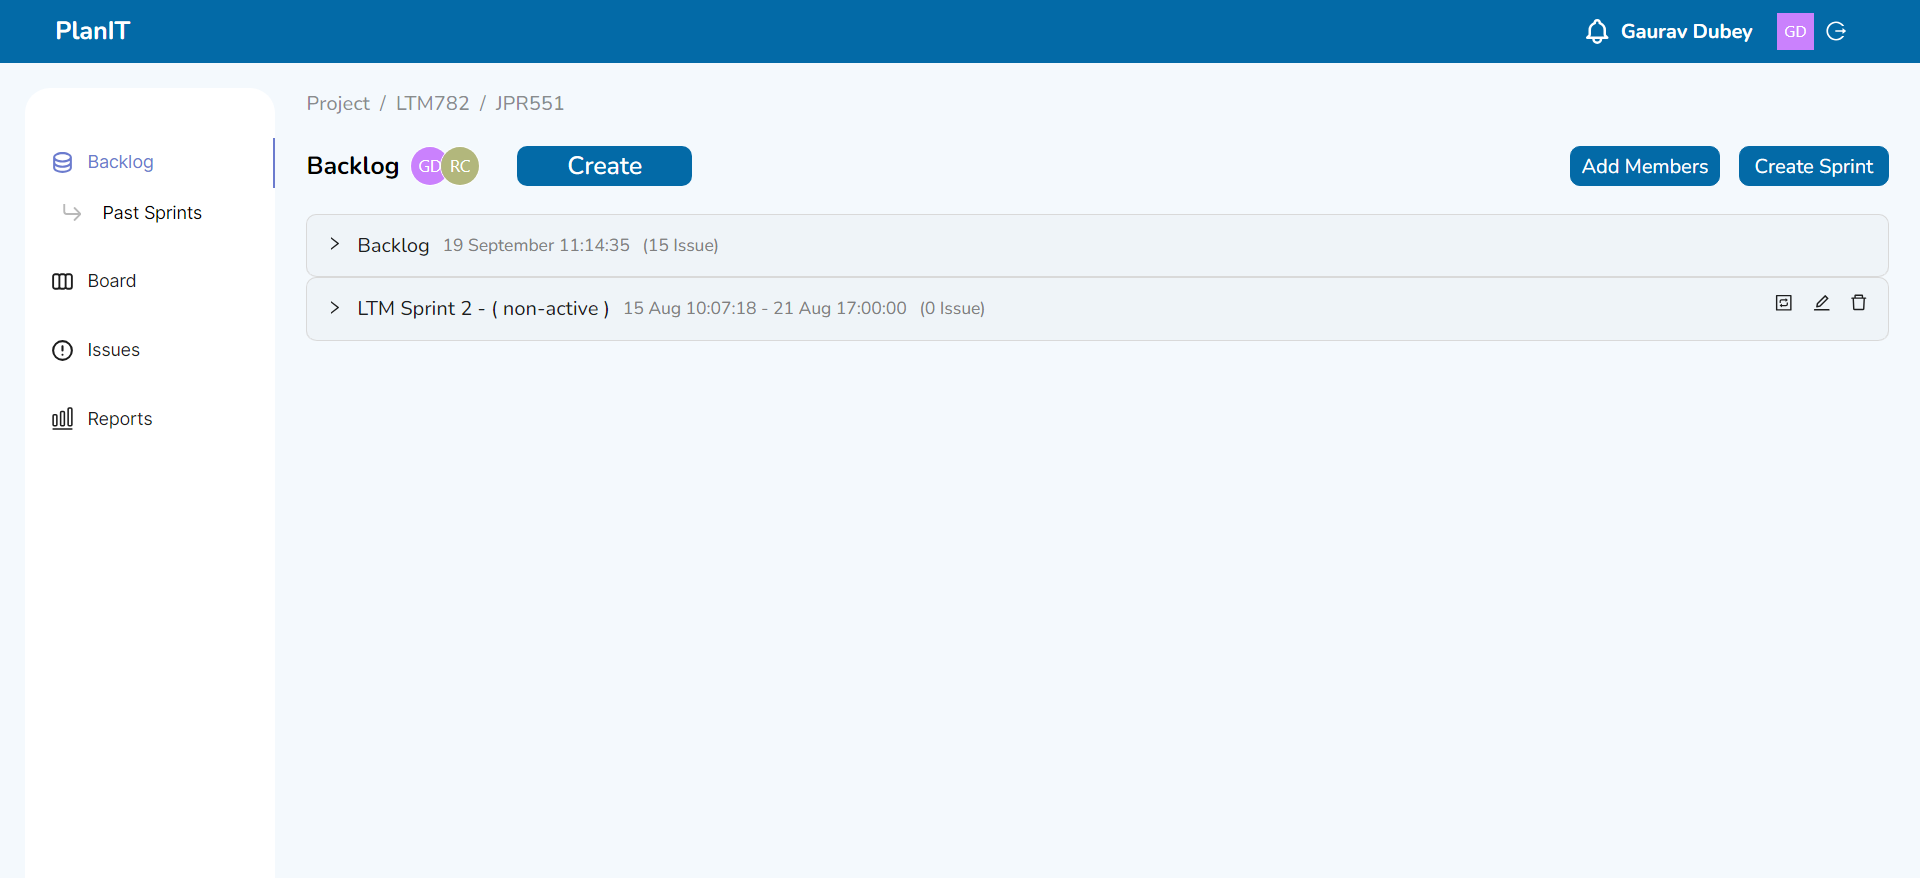 PlanIT
Gaurav Dubey GD
Project / LTM782 / JPR551
Backlog
Past Sprints
Board
Issues
Reports
Backlog GD RC Create Add Members Create Sprint
Backlog 19 September 11:14:35 (15 Issue)
LTM Sprint 2 - ( non-active ) 15 Aug 10:07:18 - 21 Aug 17:00:00 (0 Issue)